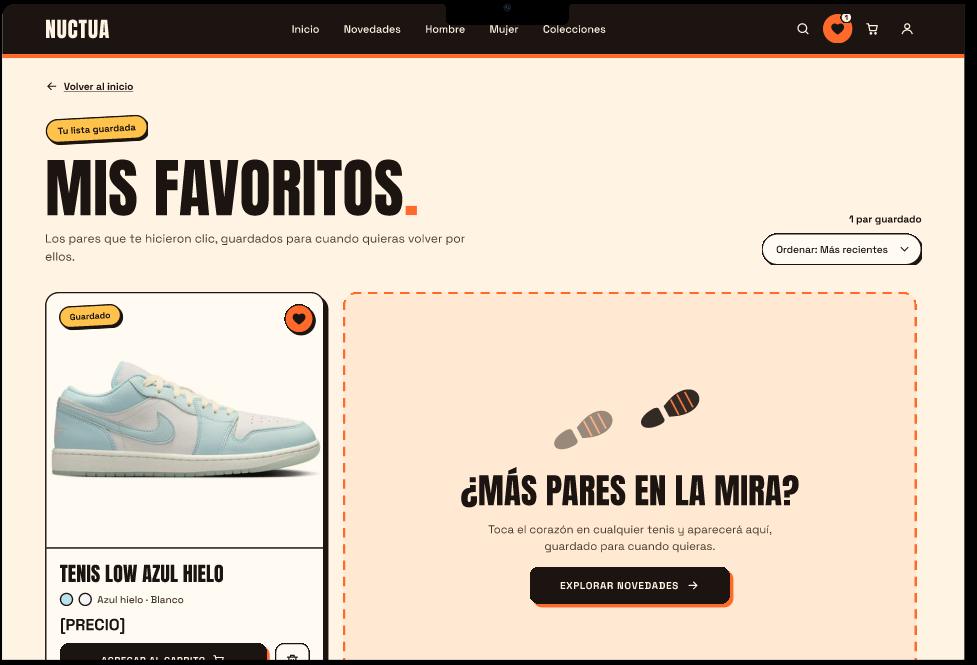 NUCTUA
Inicio Novedades Hombre Mujer Colecciones
1
Volver al inicio
Tu lista guardada
MIS FAVORITOS.
Los pares que te hicieron clic, guardados para cuando quieras volver por
ellos.
1 par guardado
Ordenar: Más recientes
Guardado
TENIS LOW AZUL HIELO
Azul hielo · Blanco
[PRECIO]
AGREGAR AL CARRITO
¿MÁS PARES EN LA MIRA?
Toca el corazón en cualquier tenis y aparecerá aquí,
guardado para cuando quieras.
EXPLORAR NOVEDADES